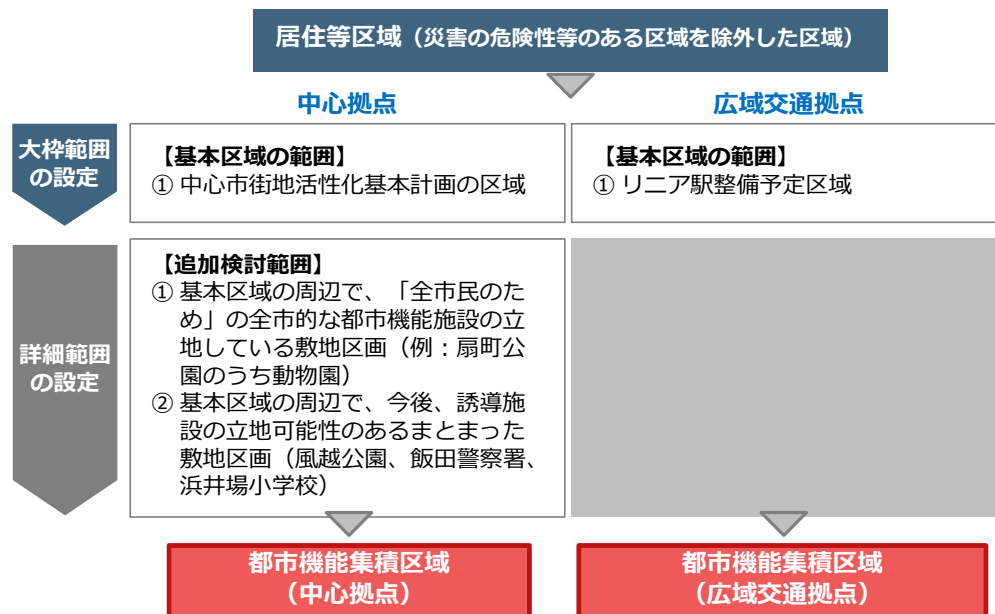 居住等区域（災害の危険性等のある区域を除外した区域）
中心拠点
広域交通拠点
大枠範囲
の設定
【基本区域の範囲】
① 中心市街地活性化基本計画の区域
【基本区域の範囲】
① リニア駅整備予定区域
詳細範囲
の設定
【追加検討範囲】
① 基本区域の周辺で、「全市民のた
め」の全市的な都市機能施設の立
地している敷地区画（例：扇町公
園のうち動物園）
② 基本区域の周辺で、今後、誘導施
設の立地可能性のあるまとまった
敷地区画（風越公園、飯田警察署、
浜井場小学校）
都市機能集積区域
（中心拠点）
都市機能集積区域
（広域交通拠点）